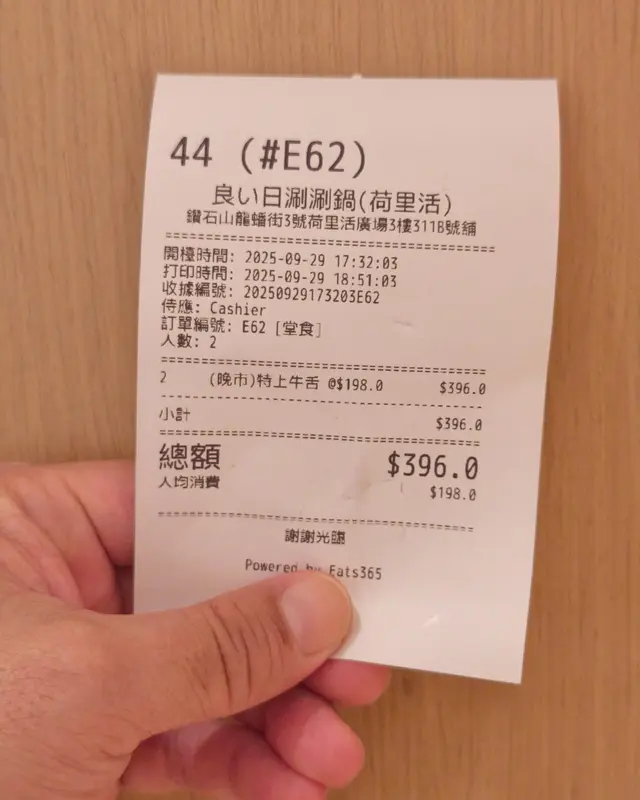 44 (#E62)
良い日涮涮鍋(荷里活)
鑽石山龍蟠街3號荷里活廣場3樓311B號舖
開檯時間: 2025-09-29 17:32:03
打印時間: 2025-09-29 18:51:03
收據編號: 20250929173203E62
侍應: Cashier
訂單編號: E62 [堂食]
人數: 2
2 (晚市)特上牛舌 @$198.0 $396.0
小計 $396.0
總額 $396.0
人均消費 $198.0
謝謝光臨
Powered by Eats365